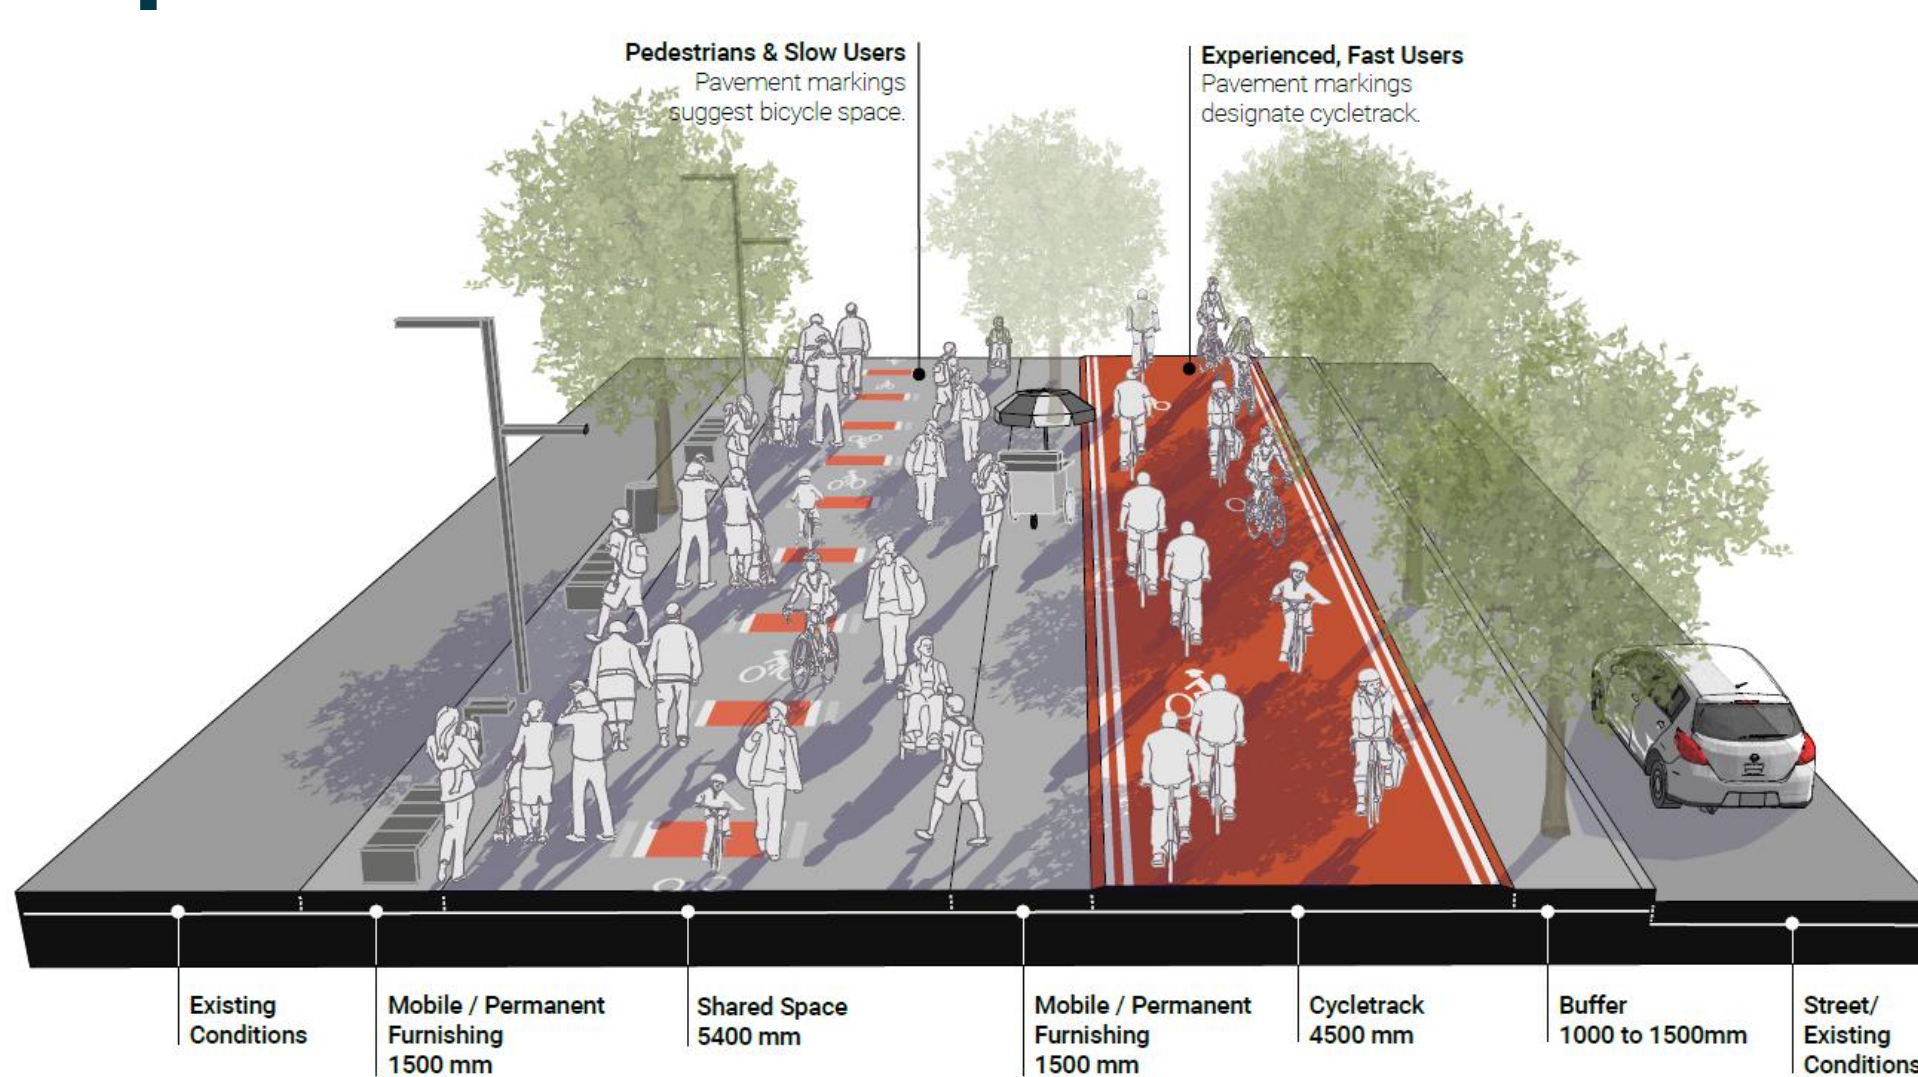 Pedestrians & Slow Users
Pavement markings
suggest bicycle space.
Experienced, Fast Users
Pavement markings
designate cycletrack.
Existing
Conditions
Mobile / Permanent
Furnishing
1500 mm
Shared Space
5400 mm
Mobile / Permanent
Furnishing
1500 mm
Cycletrack
4500 mm
Buffer
1000 to 1500mm
Street/
Existing
Conditions